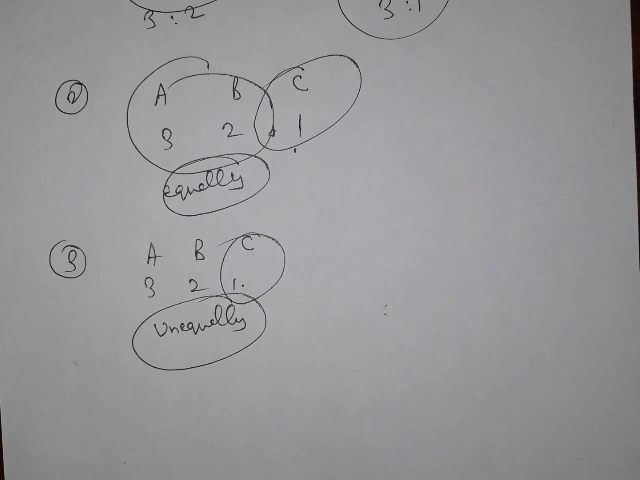 3 : 2
3 : 1
2
A B C
3 2 1
equally
3
A B C
3 2 1.
Unequally